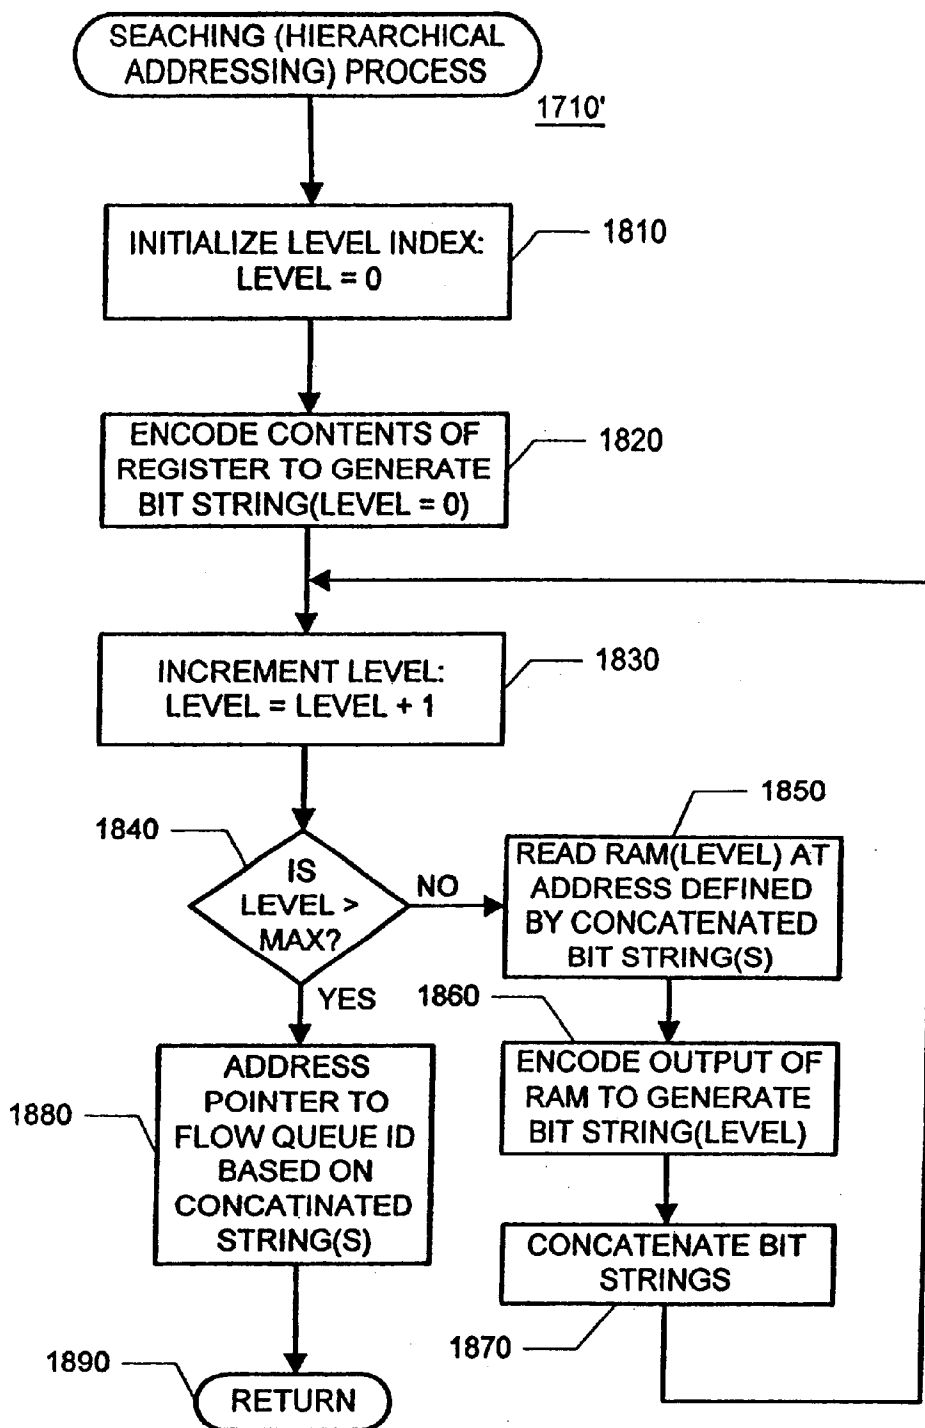 SEACHING (HIERARCHICAL
ADDRESSING) PROCESS
1710'
INITIALIZE LEVEL INDEX:
LEVEL = 0
1810
ENCODE CONTENTS OF
REGISTER TO GENERATE
BIT STRING(LEVEL = 0)
1820
INCREMENT LEVEL:
LEVEL = LEVEL + 1
1830
1840
IS
LEVEL >
MAX?
NO
YES
1850
READ RAM(LEVEL) AT
ADDRESS DEFINED
BY CONCATENATED
BIT STRING(S)
1860
ENCODE OUTPUT OF
RAM TO GENERATE
BIT STRING(LEVEL)
CONCATENATE BIT
STRINGS
1870
1880
ADDRESS
POINTER TO
FLOW QUEUE ID
BASED ON
CONCATINATED
STRING(S)
1890
RETURN